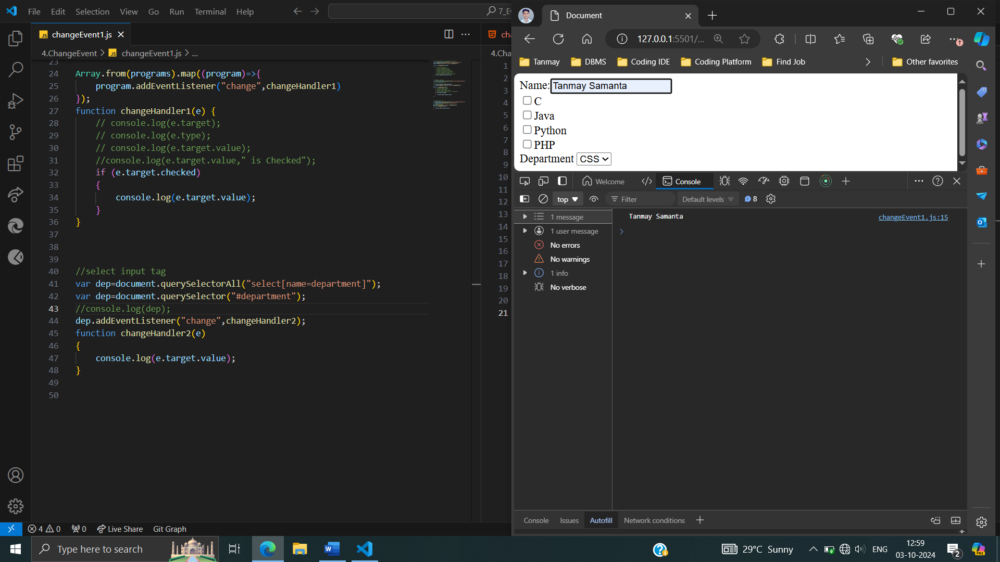 File Edit Selection View Go Run Terminal Help
7_Ev
JS changeEvent1.js
4.ChangeEvent > JS changeEvent1.js > ...
23
24 Array.from(programs).map((program)=>{
25 program.addEventListener("change",changeHandler1)
26 });
27 function changeHandler1(e) {
28 // console.log(e.target);
29 // console.log(e.type);
30 // console.log(e.target.value);
31 //console.log(e.target.value," is Checked");
32 if (e.target.checked)
33 {
34 console.log(e.target.value);
35 }
36 }
37
38
39
40 //select input tag
41 var dep=document.querySelectorAll("select[name=department]");
42 var dep=document.querySelector("#department");
43 //console.log(dep);
44 dep.addEventListener("change",changeHandler2);
45 function changeHandler2(e)
46 {
47 console.log(e.target.value);
48 }
49
50
4 0 0 Live Share Git Graph
cha
4.Cha
1
2
3
4
5
6
7
8
9
10
11
12
13
14
15
16
17
18
19
20
21
Document
127.0.0.1:5501/...
Tanmay DBMS Coding IDE Coding Platform Find Job Other favorites
Name: Tanmay Samanta
C
Java
Python
PHP
Department CSS
Welcome Console
top Filter Default levels 8
1 message
1 user message
No errors
No warnings
1 info
No verbose
Tanmay Samanta changeEvent1.js:15
Console Issues Autofill Network conditions
Type here to search
29°C Sunny ENG
12:59
03-10-2024
2
PRE